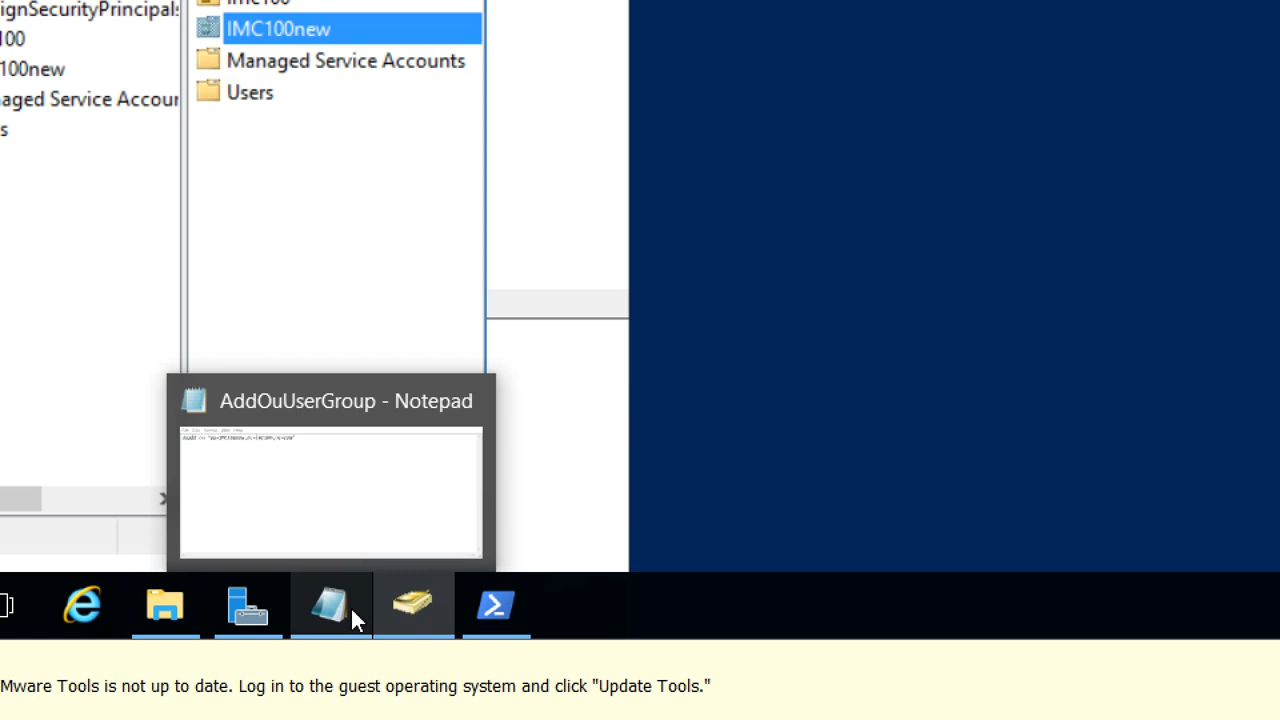 ignSecurityPrincipals
100
100new
aged Service Accour
s
IMC100new
Managed Service Accounts
Users
AddOuUserGroup - Notepad
Mware Tools is not up to date. Log in to the guest operating system and click "Update Tools."